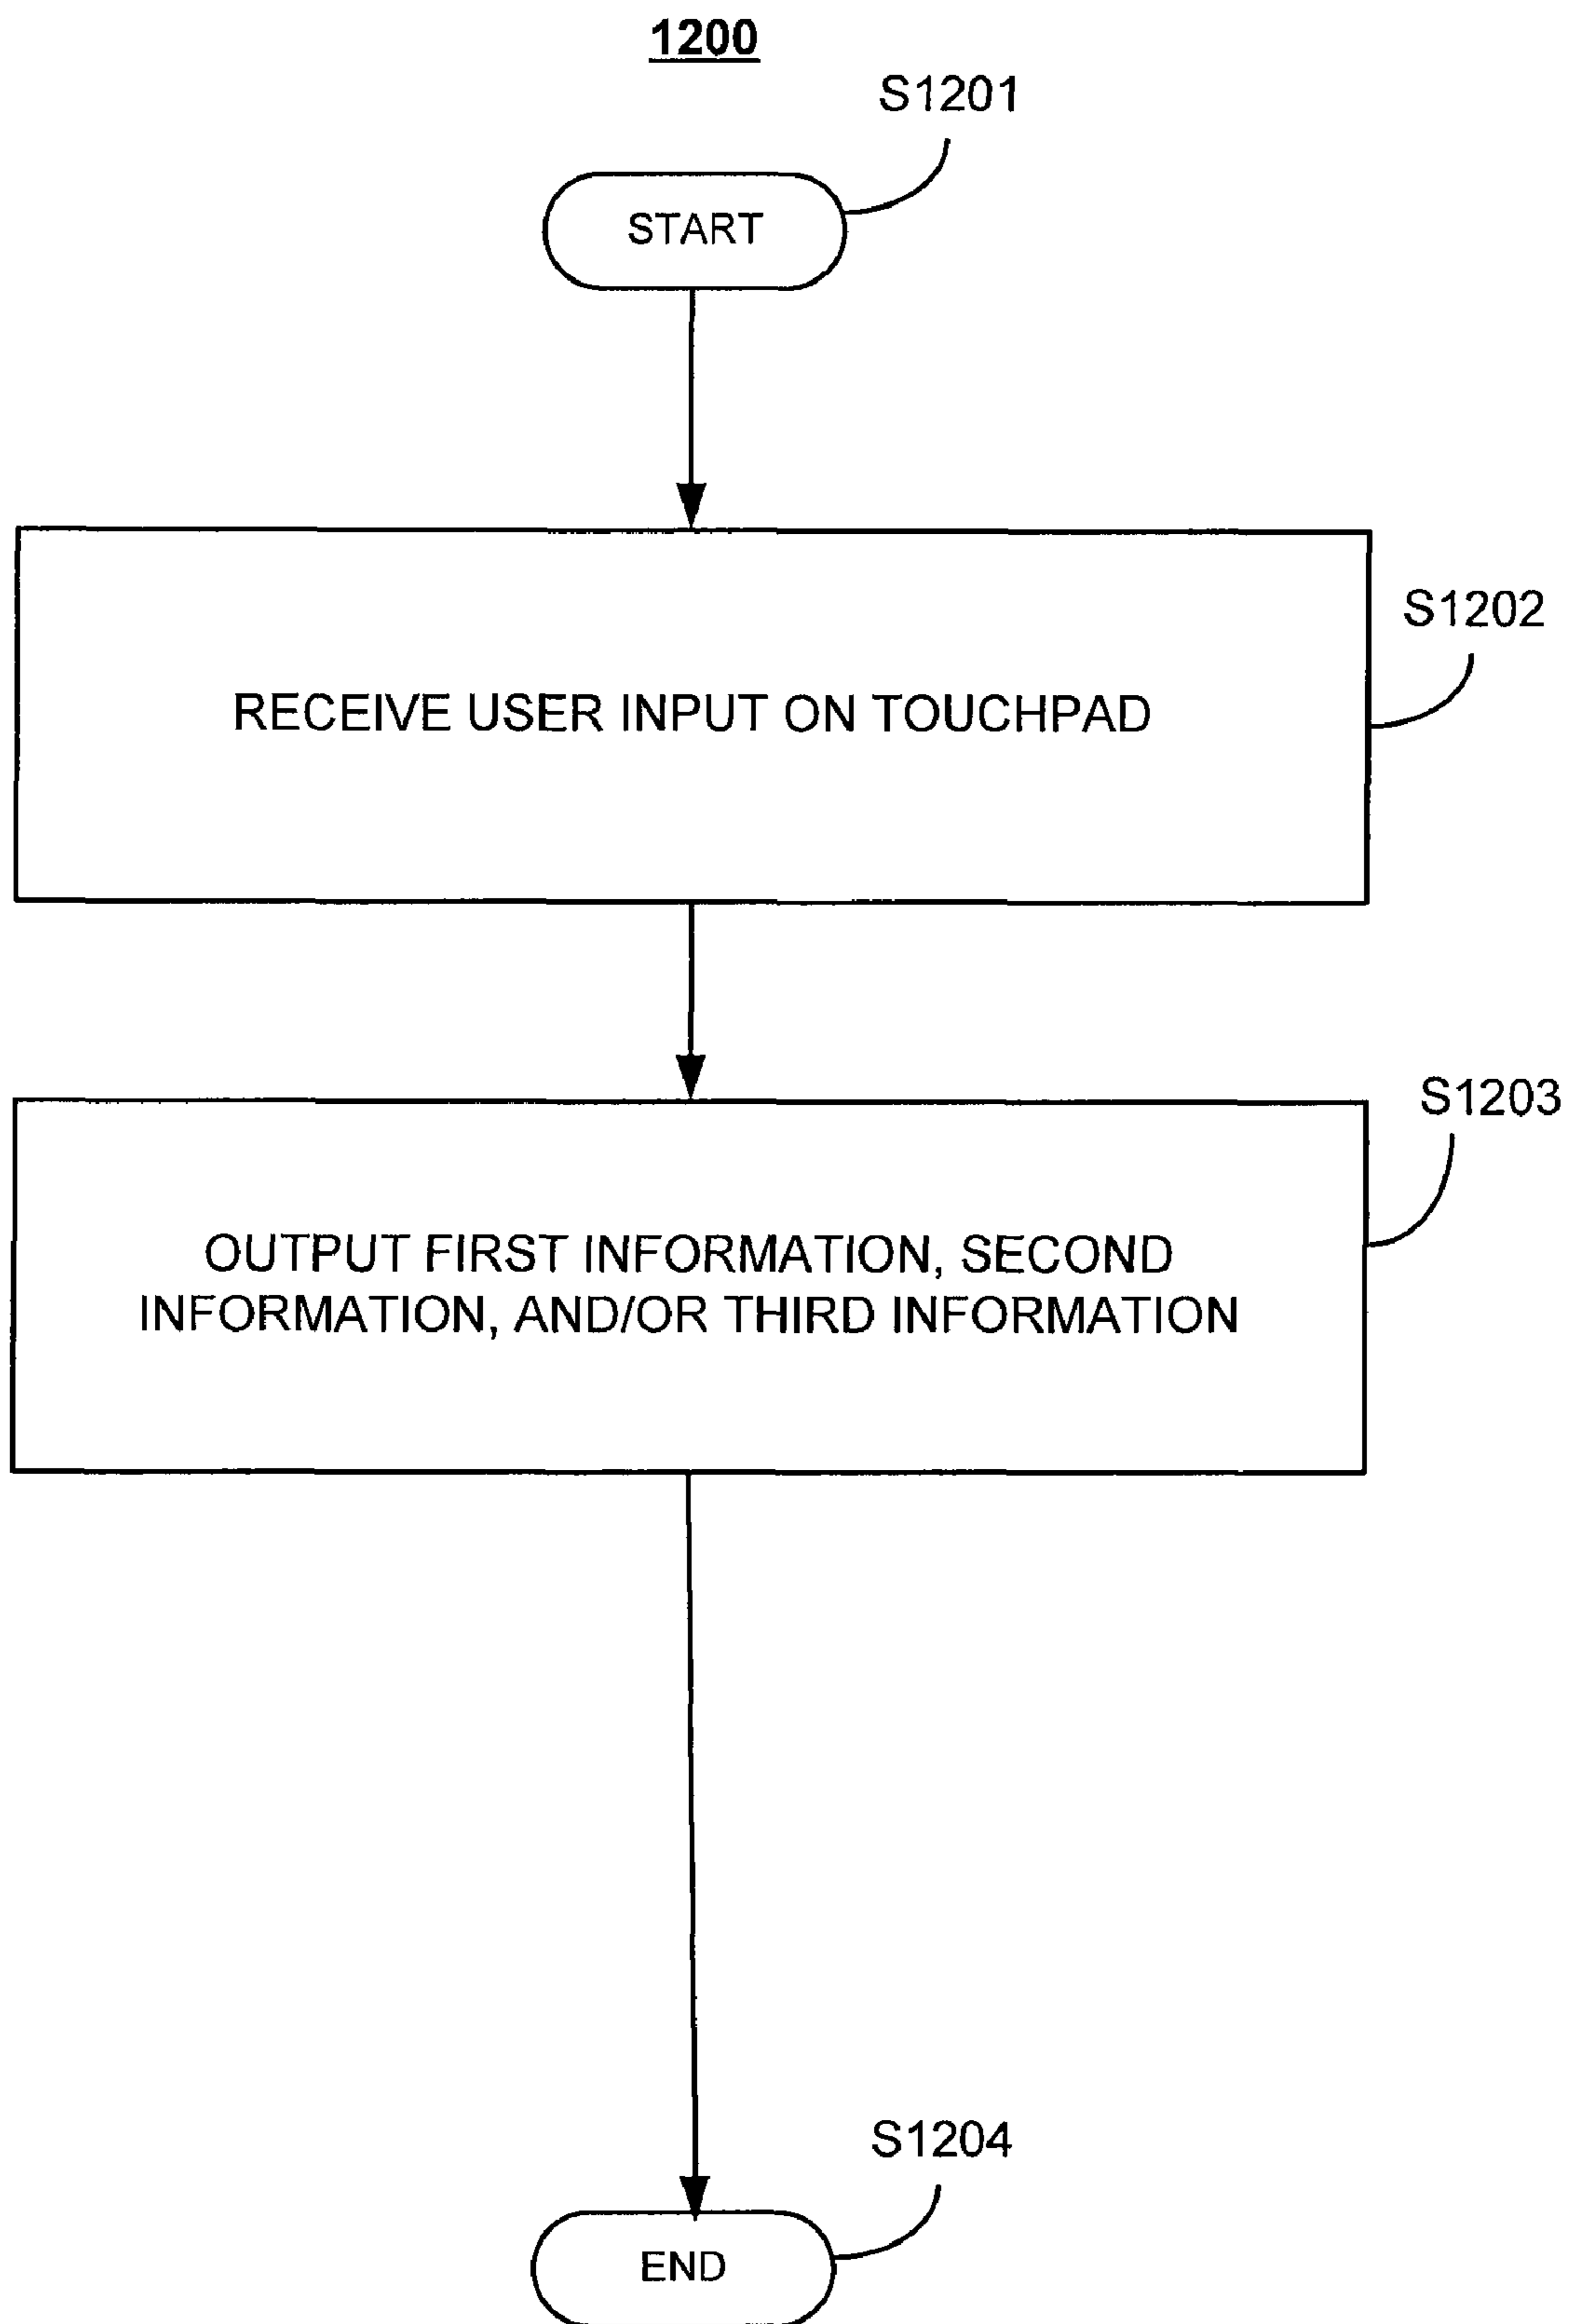 1200
S1201
START
S1202
RECEIVE USER INPUT ON TOUCHPAD
S1203
OUTPUT FIRST INFORMATION, SECOND
INFORMATION, AND/OR THIRD INFORMATION
S1204
END